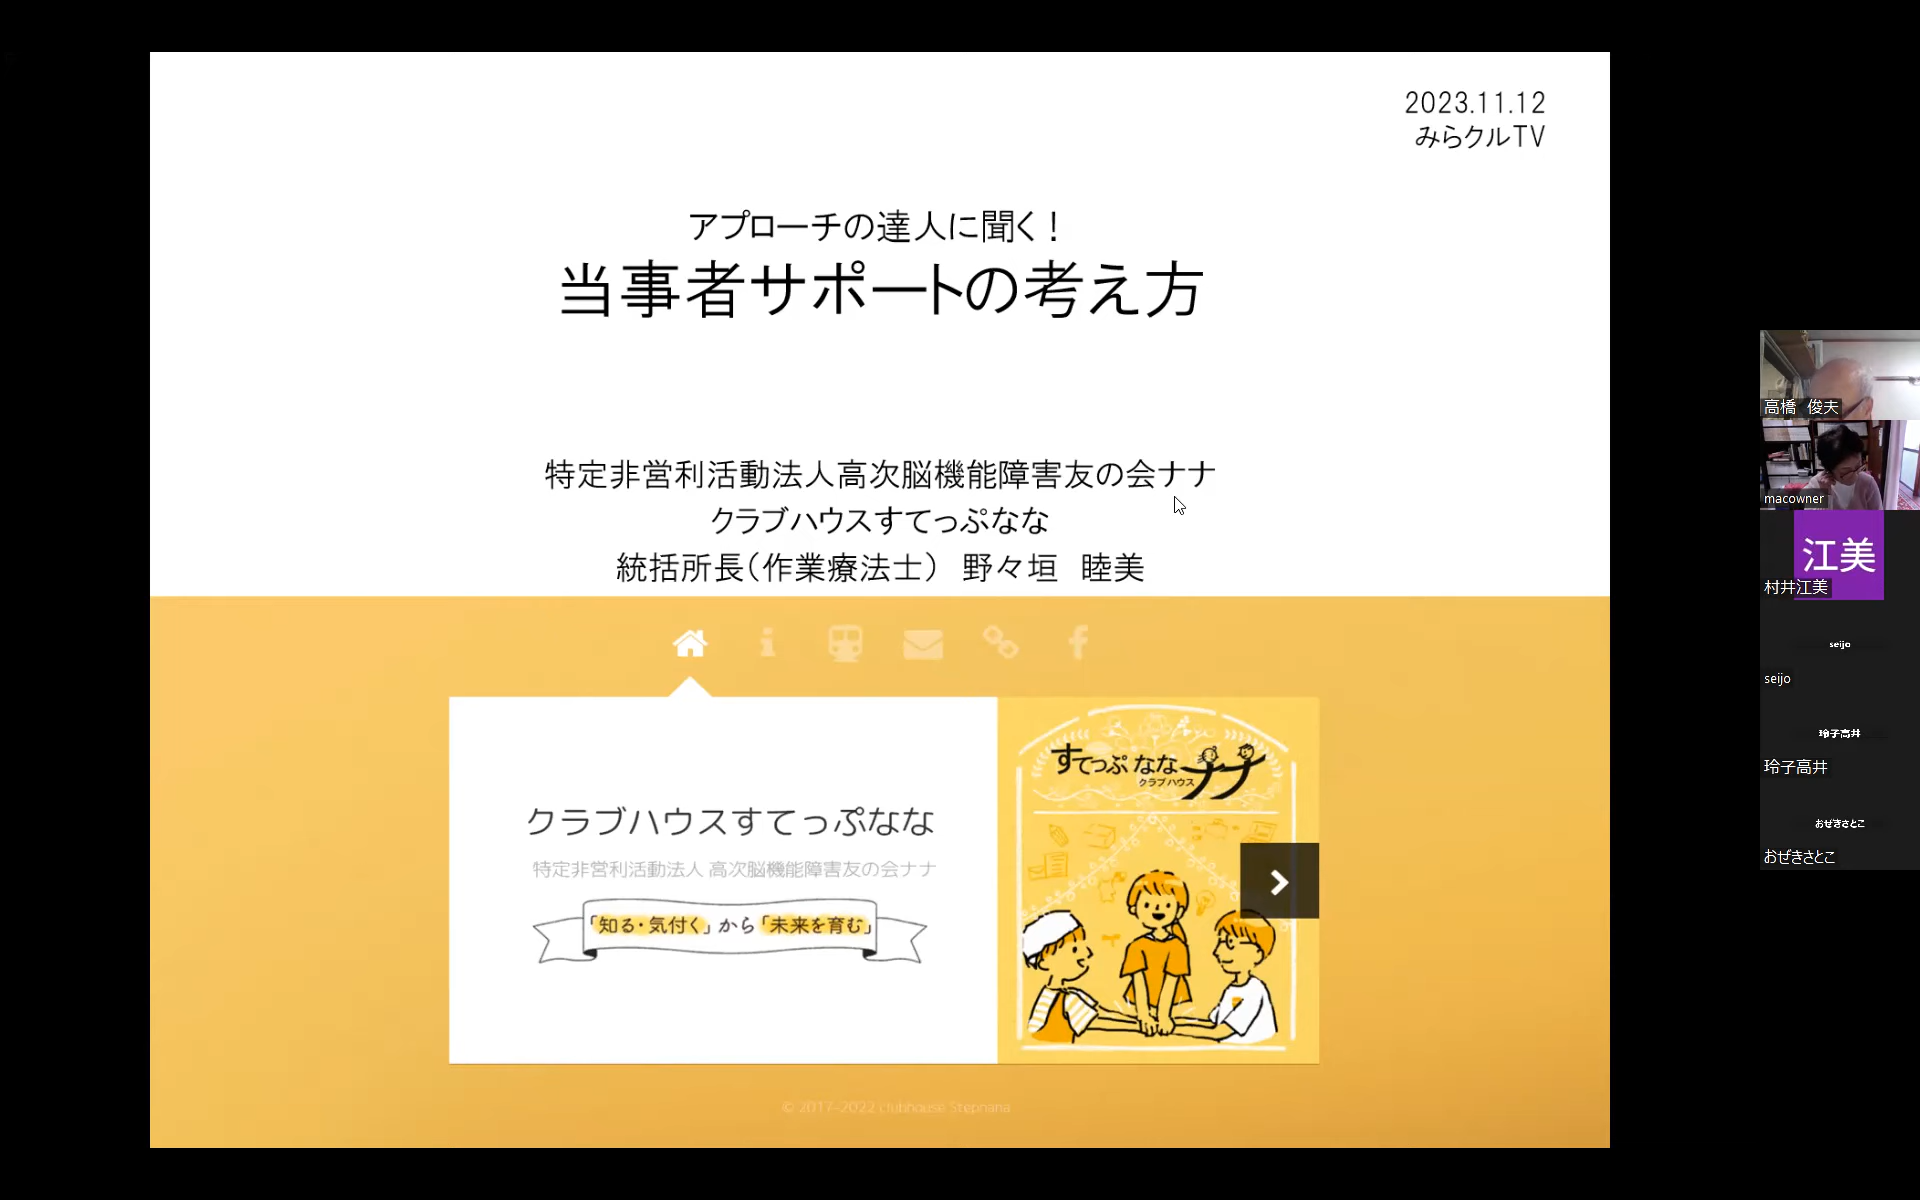 2023.11.12
みらクルTV
アプローチの達人に聞く！
当事者サポートの考え方
特定非営利活動法人高次脳機能障害友の会ナナ
クラブハウスすてっぷなな
統括所長（作業療法士）　野々垣　睦美
クラブハウスすてっぷなな
特定非営利活動法人 高次脳機能障害友の会ナナ
「知る・気付く」から「未来を育む」
すてっぷ なな
クラブハウス
ナナ
© 2017-2022 clubhouse Stepnana
高橋　俊夫
macowner
江美
村井江美
seijo
seijo
玲子高井
玲子高井
おぜきさとこ
おぜきさとこ